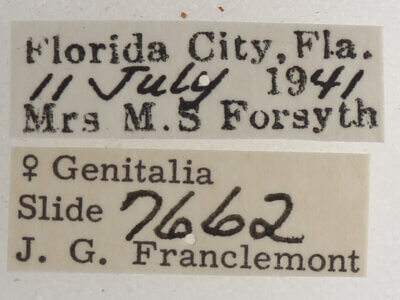 Florida City, Fla.
11 July 1941
Mrs M.S Forsyth
♀ Genitalia
Slide 7662
J. G. Franclemont